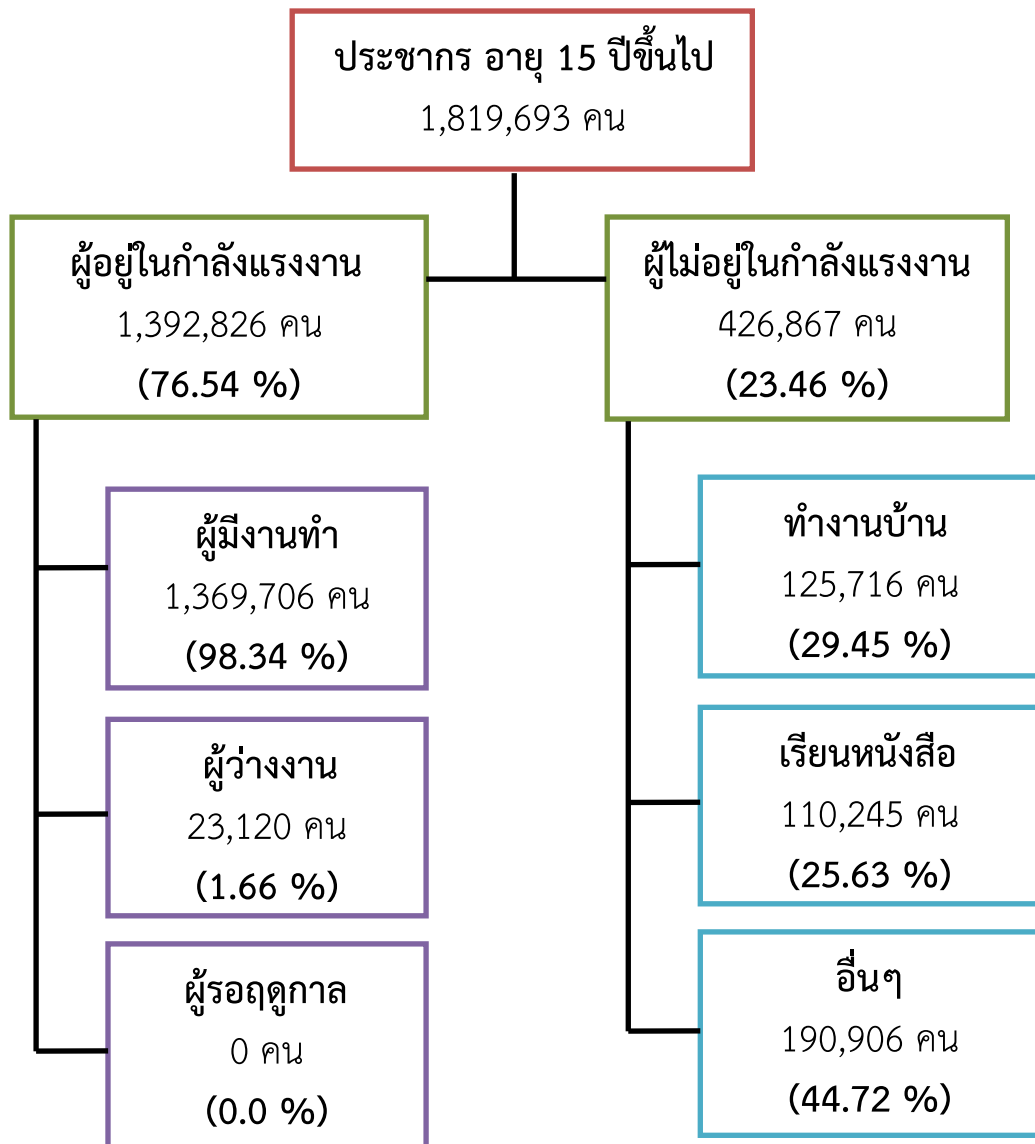 ประชากร อายุ 15 ปีขึ้นไป
1,819,693 คน
ผู้อยู่ในกำลังแรงงาน
1,392,826 คน
(76.54 %)
ผู้ไม่อยู่ในกำลังแรงงาน
426,867 คน
(23.46 %)
ผู้มีงานทำ
1,369,706 คน
(98.34 %)
ผู้ว่างงาน
23,120 คน
(1.66 %)
ผู้รอฤดูกาล
0 คน
(0.0 %)
ทำงานบ้าน
125,716 คน
(29.45 %)
เรียนหนังสือ
110,245 คน
(25.63 %)
อื่นๆ
190,906 คน
(44.72 %)